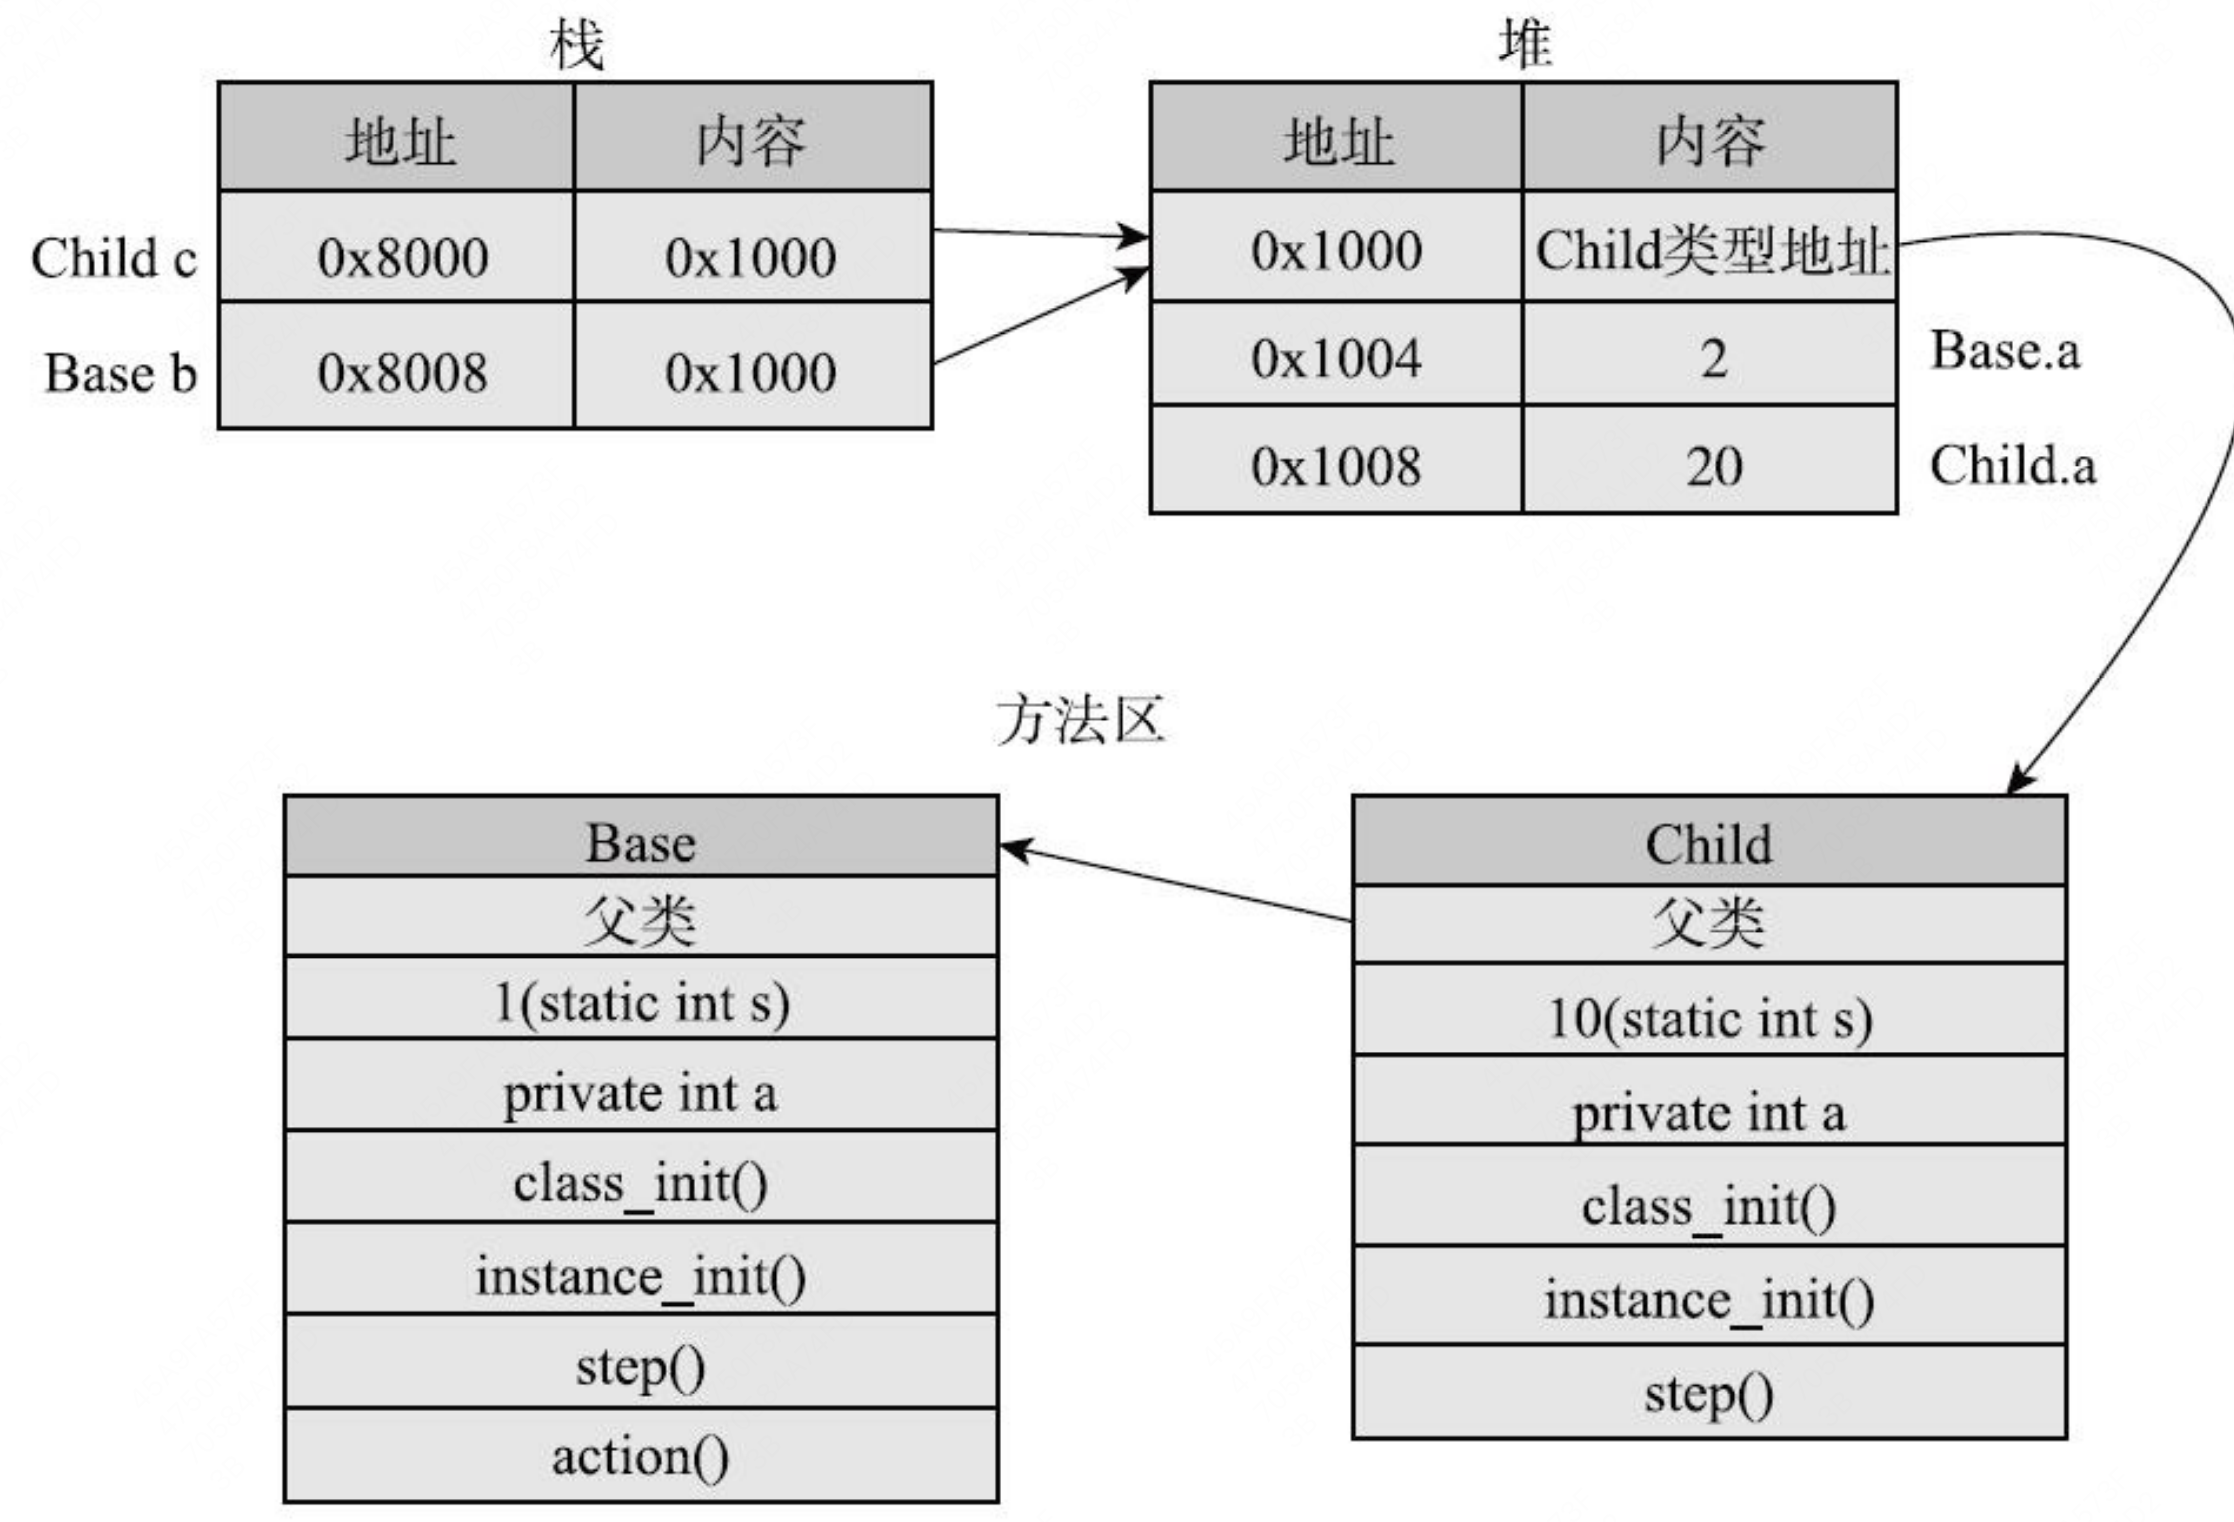 栈
地址 内容
Child c 0x8000 0x1000
Base b 0x8008 0x1000
堆
地址 内容
0x1000 Child类型地址
0x1004 2 Base.a
0x1008 20 Child.a
方法区
Base
父类
1(static int s)
private int a
class_init()
instance_init()
step()
action()
Child
父类
10(static int s)
private int a
class_init()
instance_init()
step()